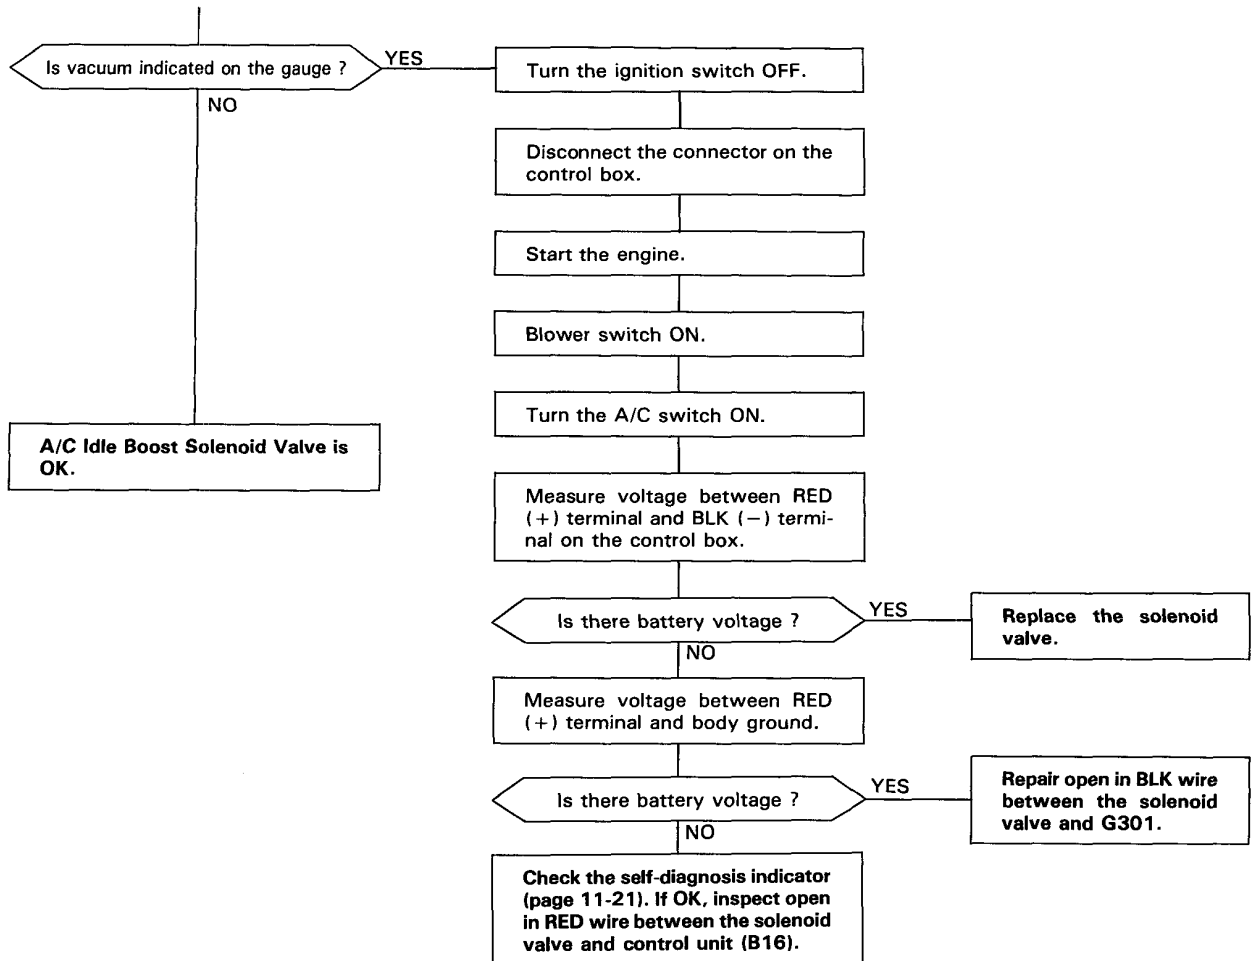 Is vacuum indicated on the gauge ?
YES
NO
Turn the ignition switch OFF.
Disconnect the connector on the
control box.
Start the engine.
Blower switch ON.
Turn the A/C switch ON.
A/C Idle Boost Solenoid Valve is
OK.
Measure voltage between RED
(+) terminal and BLK (−) termi-
nal on the control box.
Is there battery voltage ?
YES
Replace the solenoid
valve.
NO
Measure voltage between RED
(+) terminal and body ground.
Is there battery voltage ?
YES
Repair open in BLK wire
between the solenoid
valve and G301.
NO
Check the self-diagnosis indicator
(page 11-21). If OK, inspect open
in RED wire between the solenoid
valve and control unit (B16).